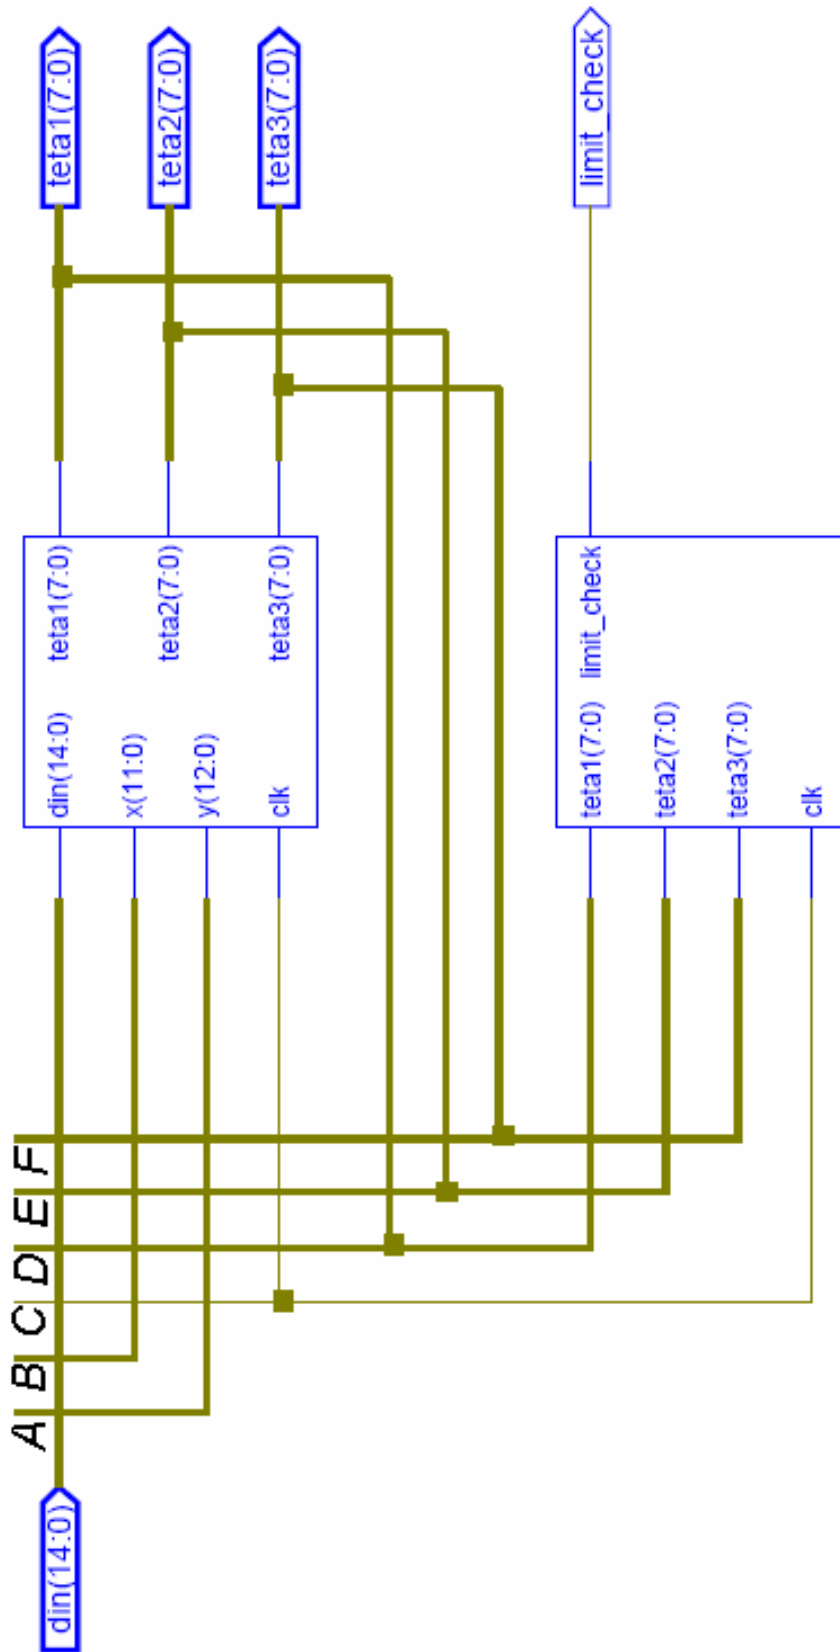 A B C D E F
din(14:0)
din(14:0)
x(11:0)
y(12:0)
clk
teta1(7:0)
teta2(7:0)
teta3(7:0)
teta1(7:0)
teta2(7:0)
teta3(7:0)
teta1(7:0)
teta2(7:0)
teta3(7:0)
clk
limit_check
limit_check